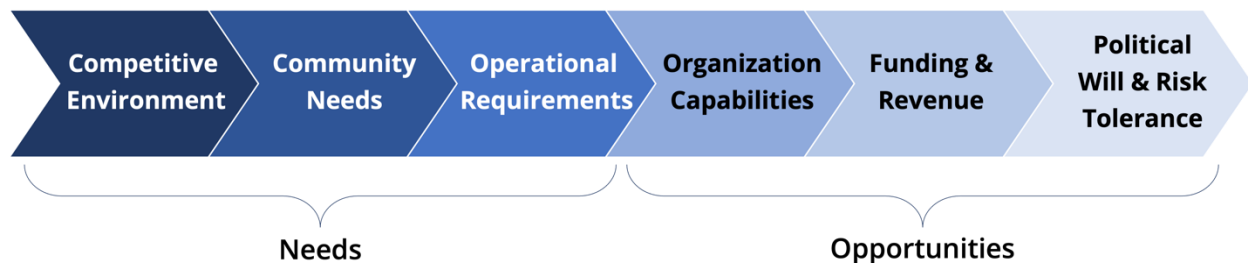 Competitive
Environment
Community
Needs
Operational
Requirements
Organization
Capabilities
Funding &
Revenue
Political
Will & Risk
Tolerance
Needs
Opportunities